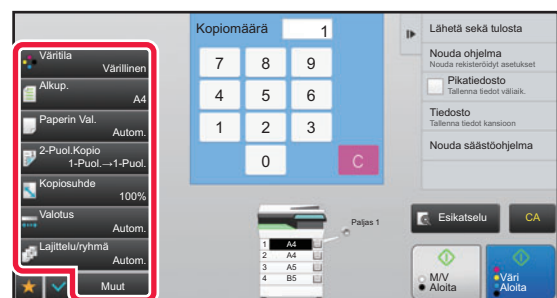 Väritila
Värillinen
Alkup.
A4
Paperin Val.
Autom.
2-Puol.Kopio
1-Puol.→1-Puol.
Kopiosuhde
100%
Valotus
Autom.
Lajittelu/ryhmä
Autom.
Muut
Kopiomäärä 1
7 8 9
4 5 6
1 2 3
0 C
Paljas 1
1 A4
2 A4
3 A5
4 B5
Lähetä sekä tulosta
Nouda ohjelma
Nouda rekisteröidyt asetukset
Pikatiedosto
Tallenna tiedot väliaik.
Tiedosto
Tallenna tiedot kansioon
Nouda säästöohjelma
Esikatselu CA
M/V
Aloita
Väri
Aloita